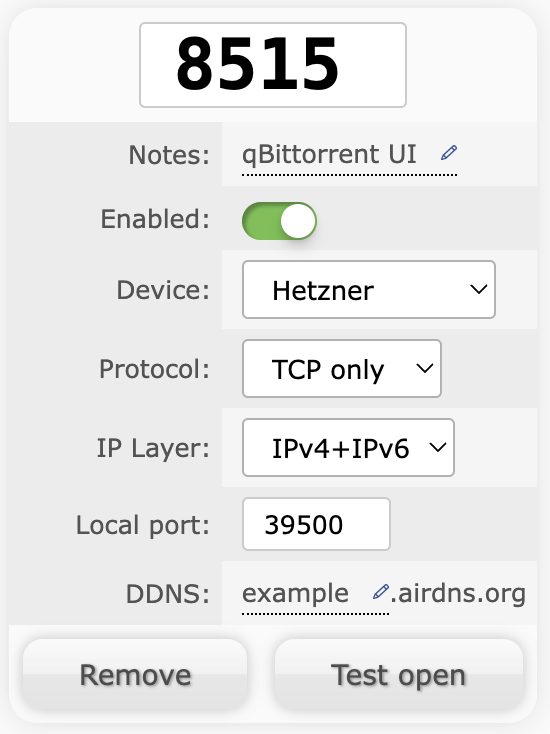 8515
Notes: qBittorrent UI
Enabled:
Device: Hetzner
Protocol: TCP only
IP Layer: IPv4+IPv6
Local port: 39500
DDNS: example .airdns.org
Remove Test open